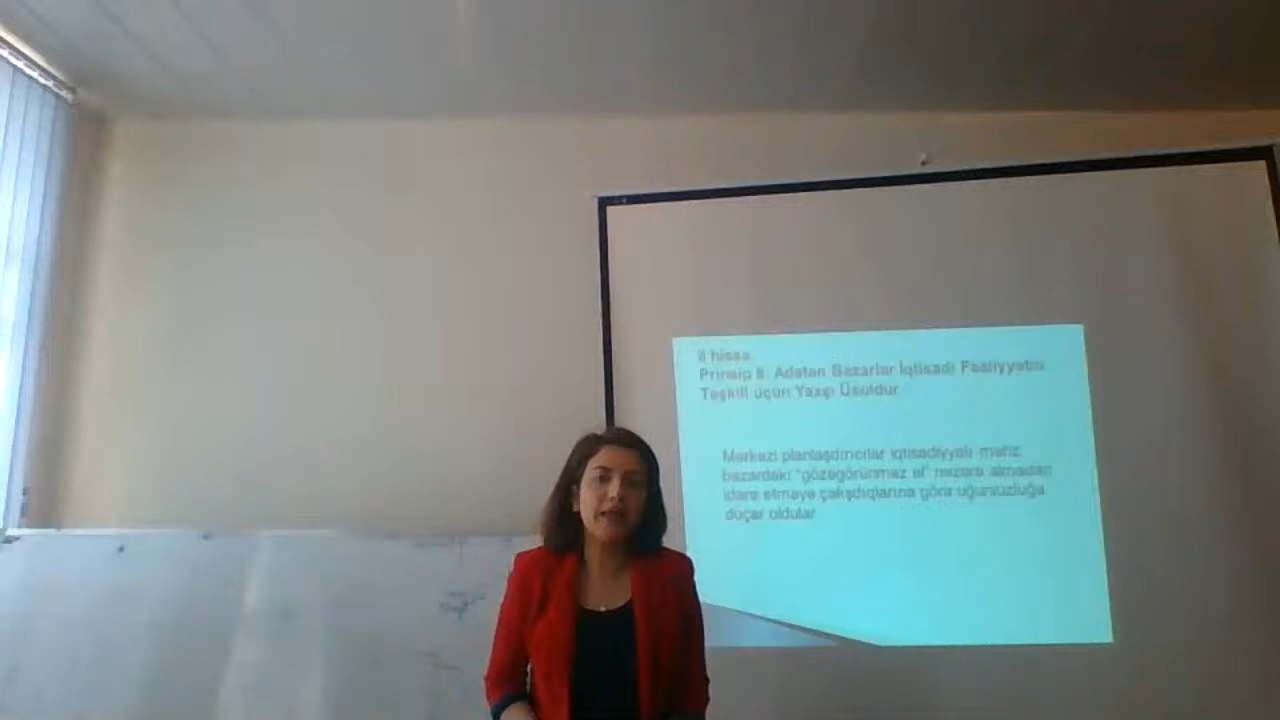 II hissə.
Prinsip 6. Adətən Bazarlar İqtisadi Fəaliyyətin
Təşkili üçün Yaxşı Üsuldur
Mərkəzi planlaşdırıcılar iqtisadiyyatı məhz
bazardakı "gözəgörünməz əl" nəzərə almadan
idarə etməyə çalışdıqlarına görə uğursuzluğa
düçar oldular